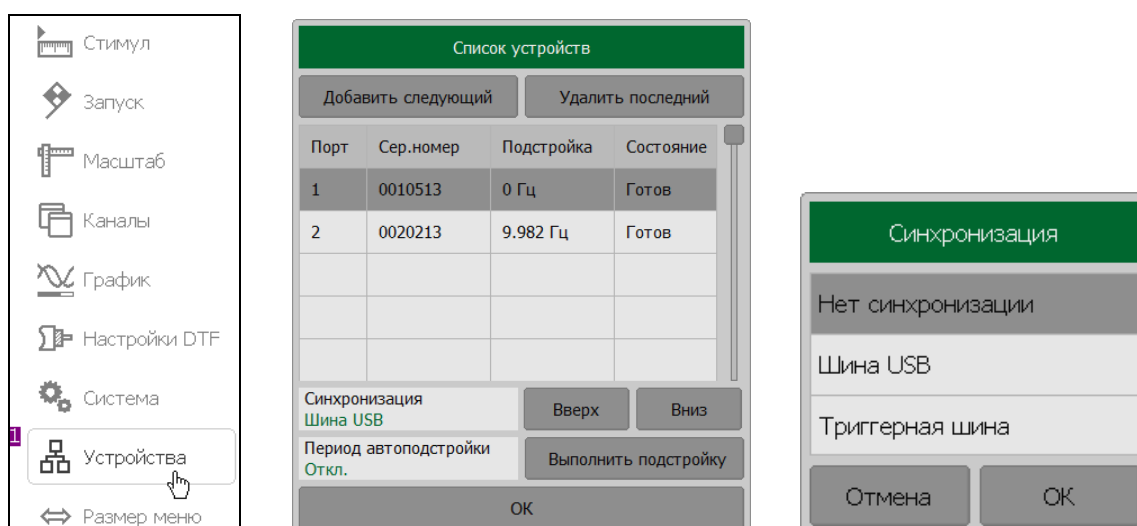 Стимул
Запуск
Масштаб
Каналы
График
Настройки DTF
Система
1
Устройства
Размер меню
Список устройств
Добавить следующий Удалить последний
Порт Сер.номер Подстройка Состояние
1 0010513 0 Гц Готов
2 0020213 9.982 Гц Готов
Синхронизация
Шина USB
Вверх Вниз
Период автоподстройки
Откл.
Выполнить подстройку
ОК
Синхронизация
Нет синхронизации
Шина USB
Триггерная шина
Отмена ОК